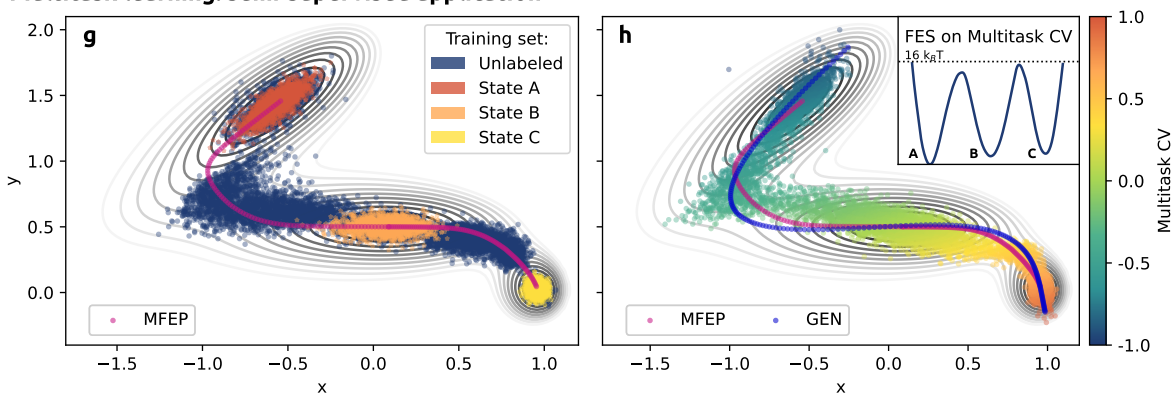 g
Training set:
Unlabeled
State A
State B
State C
MFEP
2.0
1.5
1.0
0.5
0.0
y
−1.5
−1.0
−0.5
0.0
0.5
1.0
x
h
FES on Multitask CV
16 kBT
A
B
C
MFEP
GEN
−1.5
−1.0
−0.5
0.0
0.5
1.0
x
1.0
0.5
0.0
-0.5
-1.0
Multitask CV